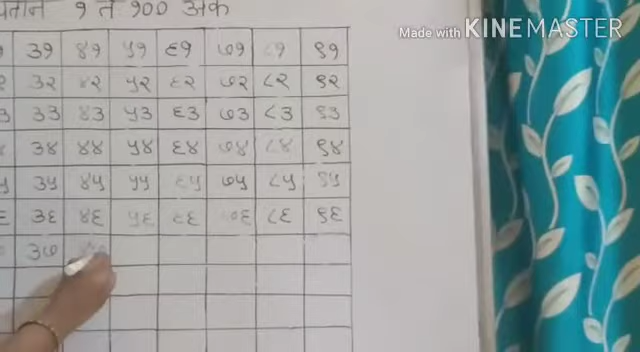 ९ ते १०० अंक
Made with KINEMASTER
३१ ४१ ५१ ६१ ७१ ८१ ९१
३२ ४२ ५२ ६२ ७२ ८२ ९२
३३ ४३ ५३ ६३ ७३ ८३ ९३
३४ ४४ ५४ ६४ ७४ ८४ ९४
३५ ४५ ५५ ६५ ७५ ८५ ९५
३६ ४६ ५६ ६६ ७६ ८६ ९६
३७